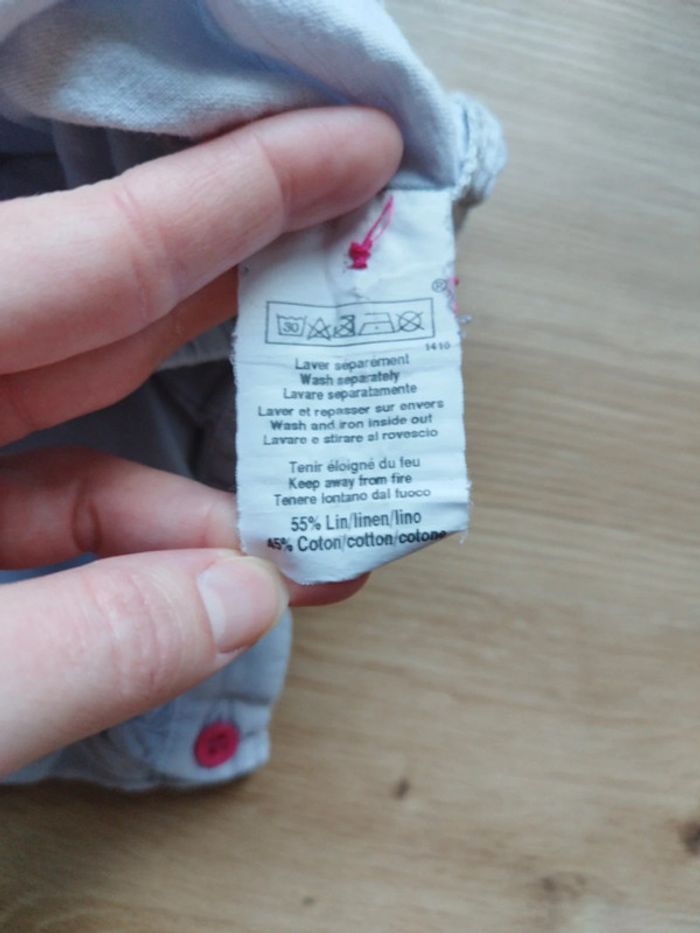 ®
30
1410
Laver séparément
Wash separately
Lavare separatamente
Laver et repasser sur envers
Wash and iron inside out
Lavare e stirare al rovescio
Tenir éloigné du feu
Keep away from fire
Tenere lontano dal fuoco
55% Lin/linen/lino
45% Coton/cotton/cotone